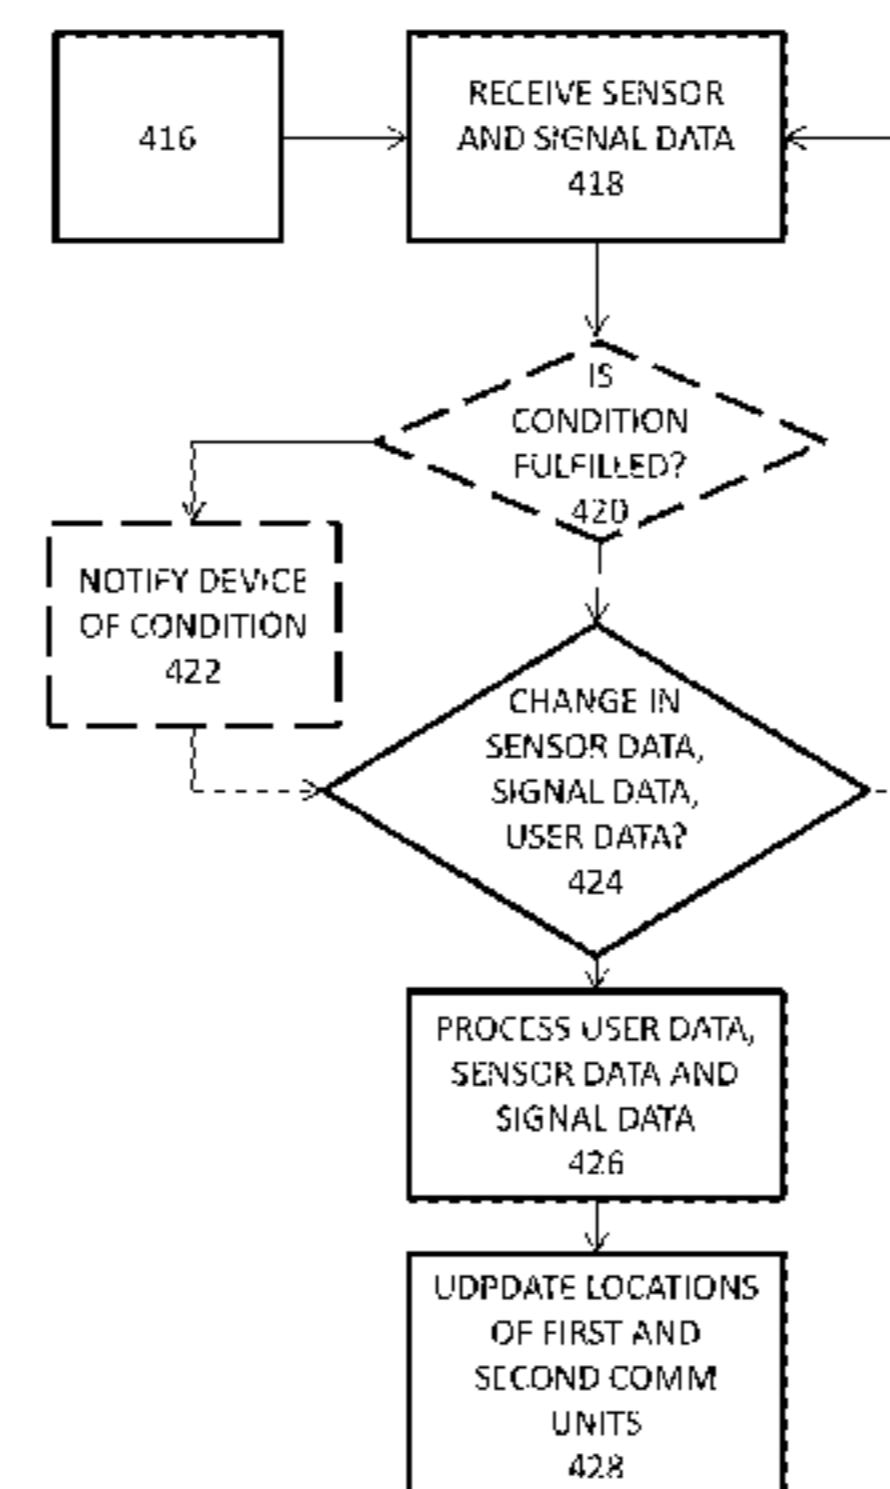 416
RECEIVE SENSOR
AND SIGNAL DATA
418
IS
CONDITION
FULFILLED?
420
NOTIFY DEVICE
OF CONDITION
422
CHANGE IN
SENSOR DATA,
SIGNAL DATA,
USER DATA?
424
PROCESS USER DATA,
SENSOR DATA AND
SIGNAL DATA
426
UDPDATE LOCATIONS
OF FIRST AND
SECOND COMM
UNITS
428